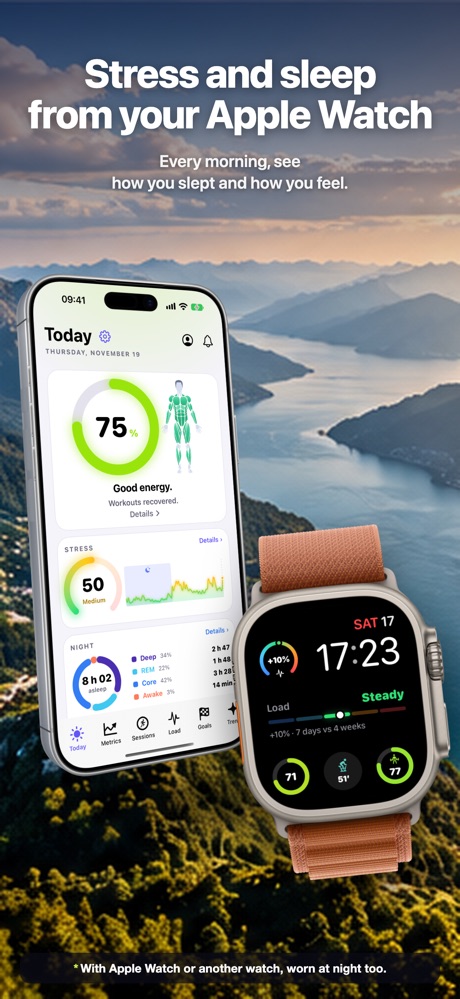 Stress and sleep
from your Apple Watch
Every morning, see
how you slept and how you feel.
09:41
Today
THURSDAY, NOVEMBER 19
75 %
Good energy.
Workouts recovered.
Details >
STRESS
Details >
50
Medium
NIGHT
Details >
8 h 02
asleep
Deep 34%
2 h 47
REM 22%
1 h 48
Core 42%
3 h 28
Awake 3%
14 min
Today
Metrics
Sessions
Load
Goals
SAT 17
17:23
+10%
Steady
Load
+10% · 7 days vs 4 weeks
71
51'
77
* With Apple Watch or another watch, worn at night too.